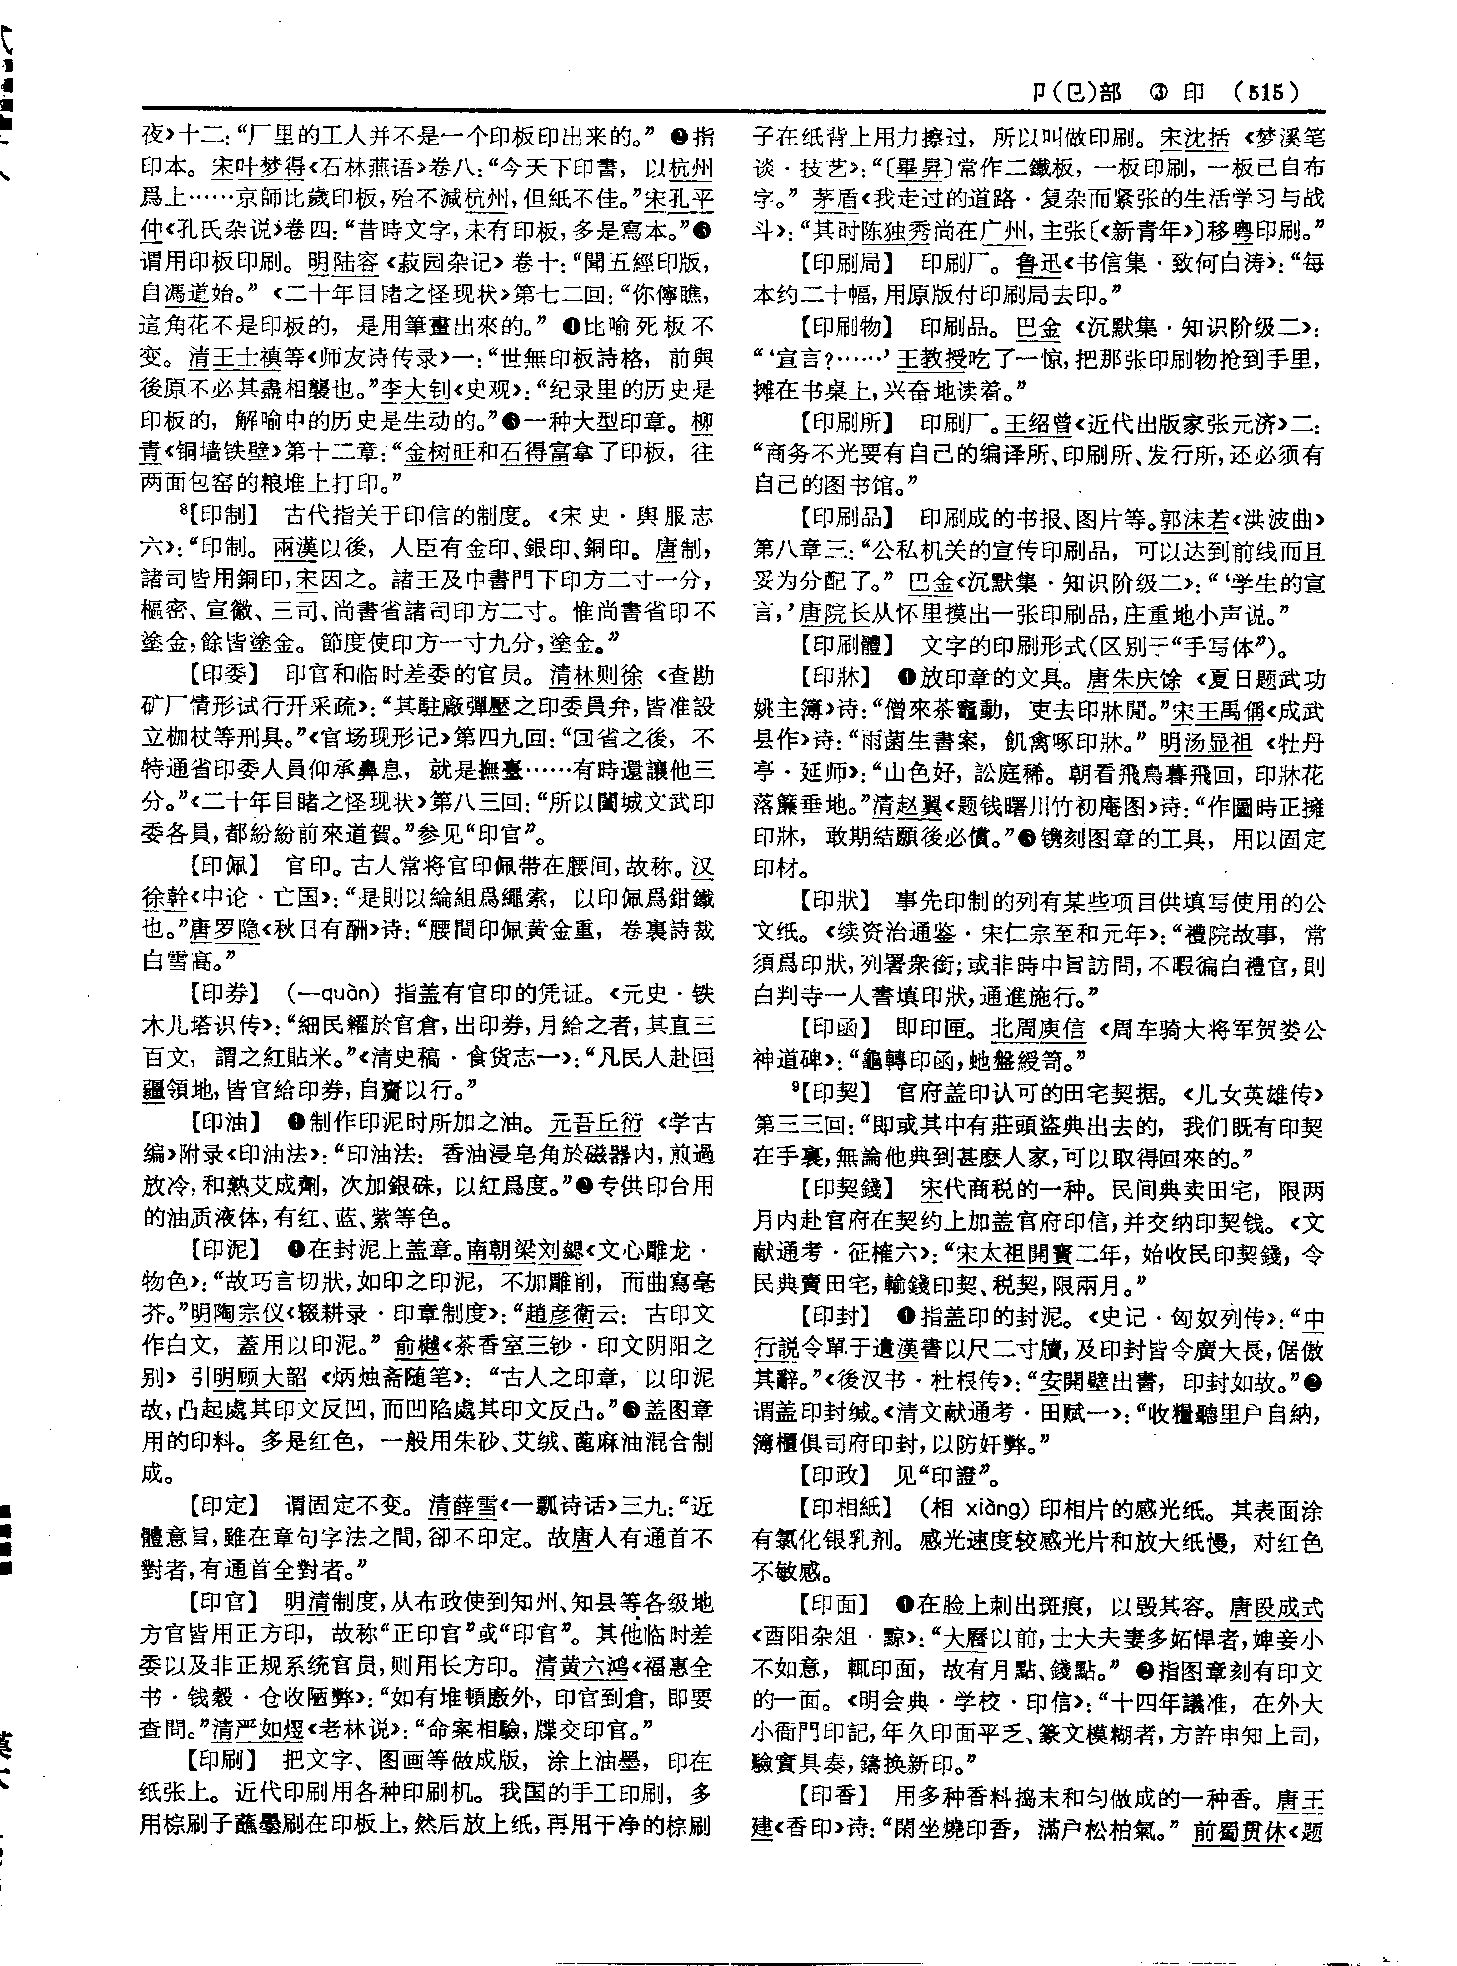 卩(㔾)部 ③ 印 (515)
夜》十二:“厂里的工人并不是一个印板印出来的。” ❷指
印本。宋叶梦得《石林燕语》卷八:“今天下印書,以杭州
爲上……京師比歲印板,殆不減杭州,但紙不佳。”宋孔平
仲《孔氏杂说》卷四:“昔時文字,未有印板,多是寫本。”❸
谓用印板印刷。明陆容《菽园杂记》卷十:“聞五經印版,
自馮道始。”《二十年目睹之怪现状》第七二回:“你儜瞧,
這角花不是印板的,是用筆畫出來的。” ❹比喻死板不
变。清王士禛等《师友诗传录》一:“世無印板詩格,前與
後原不必其盡相襲也。”李大钊《史观》:“纪录里的历史是
印板的,解喻中的历史是生动的。”❺一种大型印章。柳
青《铜墙铁壁》第十二章:“金树旺和石得富拿了印板,往
两面包窑的粮堆上打印。”
⁸【印制】 古代指关于印信的制度。《宋史·舆服志
六》:“印制。兩漢以後,人臣有金印、銀印、銅印。唐制,
諸司皆用銅印,宋因之。諸王及中書門下印方二寸一分,
樞密、宣徽、三司、尚書省諸司印方二寸。惟尚書省印不
塗金,餘皆塗金。節度使印方一寸九分,塗金。”
【印委】 印官和临时差委的官员。清林则徐《查勘
矿厂情形试行开采疏》:“其駐廠彈壓之印委員弁,皆准設
立枷杖等刑具。”《官场现形记》第四九回:“回省之後,不
特通省印委人員仰承鼻息,就是撫臺……有時還讓他三
分。”《二十年目睹之怪现状》第八三回:“所以闔城文武印
委各員,都紛紛前來道賀。”参见“印官”。
【印佩】 官印。古人常将官印佩带在腰间,故称。汉
徐幹《中论·亡国》:“是則以綸組爲繩索,以印佩爲鉗鐵
也。”唐罗隐《秋日有酬》诗:“腰間印佩黄金重,卷裏詩裁
白雪高。”
【印券】 (—quàn) 指盖有官印的凭证。《元史·铁
木儿塔识传》:“細民糴於官倉,出印券,月給之者,其直三
百文,謂之紅貼米。”《清史稿·食货志一》:“凡民人赴回
疆領地,皆官給印券,自齎以行。”
【印油】 ❶制作印泥时所加之油。元吾丘衍《学古
编》附录《印油法》:“印油法:香油浸皂角於磁器内,煎過
放冷,和熟艾成劑,次加銀硃,以紅爲度。”❷专供印台用
的油质液体,有红、蓝、紫等色。
【印泥】 ❶在封泥上盖章。南朝梁刘勰《文心雕龙·
物色》:“故巧言切狀,如印之印泥,不加雕削,而曲寫毫
芥。”明陶宗仪《辍耕录·印章制度》:“趙彦衛云:古印文
作白文,蓋用以印泥。” 俞樾《茶香室三钞·印文阴阳之
别》引明顾大韶《炳烛斋随笔》:“古人之印章,以印泥
故,凸起處其印文反凹,而凹陷處其印文反凸。”❸盖图章
用的印料。多是红色,一般用朱砂、艾绒、蓖麻油混合制
成。
【印定】 谓固定不变。清薛雪《一瓢诗话》三九:“近
體意旨,雖在章句字法之間,卻不印定。故唐人有通首不
對者,有通首全對者。”
【印官】 明清制度,从布政使到知州、知县等各级地
方官皆用正方印,故称“正印官”或“印官”。其他临时差
委以及非正规系统官员,则用长方印。清黄六鸿《福惠全
书·钱穀·仓收陋弊》:“如有堆頓廒外,印官到倉,即要
查問。”清严如熤《老林说》:“命案相驗,牒交印官。”
【印刷】 把文字、图画等做成版,涂上油墨,印在
纸张上。近代印刷用各种印刷机。我国的手工印刷,多
用棕刷子蘸墨刷在印板上,然后放上纸,再用干净的棕刷
子在纸背上用力擦过,所以叫做印刷。宋沈括《梦溪笔
谈·技艺》:“〔畢昇〕常作二鐵板,一板印刷,一板已自布
字。” 茅盾《我走过的道路·复杂而紧张的生活学习与战
斗》:“其时陈独秀尚在广州,主张〔《新青年》〕移粤印刷。”
【印刷局】 印刷厂。鲁迅《书信集·致何白涛》:“每
本约二十幅,用原版付印刷局去印。”
【印刷物】 印刷品。巴金《沉默集·知识阶级二》:
“‘宣言?……’王教授吃了一惊,把那张印刷物抢到手里,
摊在书桌上,兴奋地读着。”
【印刷所】 印刷厂。王绍曾《近代出版家张元济》二:
“商务不光要有自己的编译所、印刷所、发行所,还必须有
自己的图书馆。”
【印刷品】 印刷成的书报、图片等。郭沫若《洪波曲》
第八章三:“公私机关的宣传印刷品,可以达到前线而且
妥为分配了。” 巴金《沉默集·知识阶级二》:“‘学生的宣
言,’唐院长从怀里摸出一张印刷品,庄重地小声说。”
【印刷體】 文字的印刷形式(区别于“手写体”)。
【印牀】 ❶放印章的文具。唐朱庆馀《夏日题武功
姚主簿》诗:“僧來茶竈動,吏去印牀閒。”宋王禹偁《成武
县作》诗:“雨菌生書案,飢禽啄印牀。” 明汤显祖《牡丹
亭·延师》:“山色好,訟庭稀。朝看飛鳥暮飛回,印牀花
落簾垂地。”清赵翼《题钱曙川竹初庵图》诗:“作圖時正擁
印牀,敢期結願後必償。”❸镌刻图章的工具,用以固定
印材。
【印狀】 事先印制的列有某些项目供填写使用的公
文纸。《续资治通鉴·宋仁宗至和元年》:“禮院故事,常
須爲印狀,列署衆銜;或非時中旨訪問,不暇徧白禮官,則
白判寺一人書填印狀,通進施行。”
【印函】 即印匣。北周庾信《周车骑大将军贺娄公
神道碑》:“龜轉印函,虵盤綬笥。”
⁹【印契】 官府盖印认可的田宅契据。《儿女英雄传》
第三三回:“即或其中有莊頭盜典出去的,我们既有印契
在手裏,無論他典到甚麽人家,可以取得回來的。”
【印契錢】 宋代商税的一种。民间典卖田宅,限两
月内赴官府在契约上加盖官府印信,并交纳印契钱。《文
献通考·征榷六》:“宋太祖開寶二年,始收民印契錢,令
民典賣田宅,輸錢印契、税契,限兩月。”
【印封】 ❶指盖印的封泥。《史记·匈奴列传》:“中
行説令單于遺漢書以尺二寸牘,及印封皆令廣大長,倨傲
其辭。”《後汉书·杜根传》:“安開壁出書,印封如故。”❷
谓盖印封缄。《清文献通考·田赋一》:“收糧聽里户自納,
簿櫃俱司府印封,以防奸弊。”
【印政】 见“印證”。
【印相紙】 (相 xiàng) 印相片的感光纸。其表面涂
有氯化银乳剂。感光速度较感光片和放大纸慢,对红色
不敏感。
【印面】 ❶在脸上刺出斑痕,以毁其容。唐段成式
《酉阳杂俎·黥》:“大曆以前,士大夫妻多妬悍者,婢妾小
不如意,輒印面,故有月點、錢點。” ❷指图章刻有印文
的一面。《明会典·学校·印信》:“十四年議准,在外大
小衙門印記,年久印面平乏、篆文模糊者,方許申知上司,
驗實具奏,鑄换新印。”
【印香】 用多种香料捣末和匀做成的一种香。唐王
建《香印》诗:“閑坐燒印香,滿户松柏氣。” 前蜀贯休《题